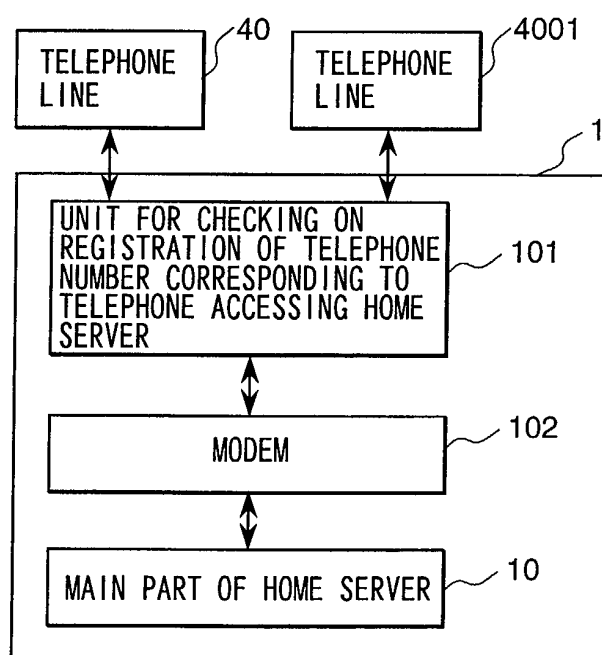 40
4001
TELEPHONE
LINE
TELEPHONE
LINE
1
UNIT FOR CHECKING ON
REGISTRATION OF TELEPHONE
NUMBER CORRESPONDING TO
TELEPHONE ACCESSING HOME
SERVER
101
MODEM
102
MAIN PART OF HOME SERVER
10